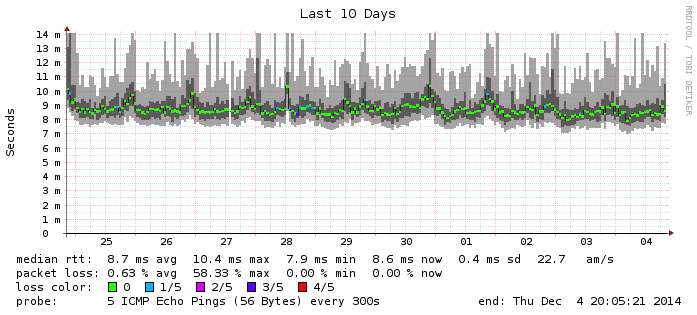 Last 10 Days
RRDTOOL / TOBI OETIKER
Seconds
14 m
13 m
12 m
11 m
10 m
9 m
8 m
7 m
6 m
5 m
4 m
3 m
2 m
1 m
0
25 26 27 28 29 30 01 02 03 04
median rtt: 8.7 ms avg 10.4 ms max 7.9 ms min 8.6 ms now 0.4 ms sd 22.7 am/s
packet loss: 0.63 % avg 58.33 % max 0.00 % min 0.00 % now
loss color: 0 1/5 2/5 3/5 4/5
probe: 5 ICMP Echo Pings (56 Bytes) every 300s end: Thu Dec 4 20:05:21 2014